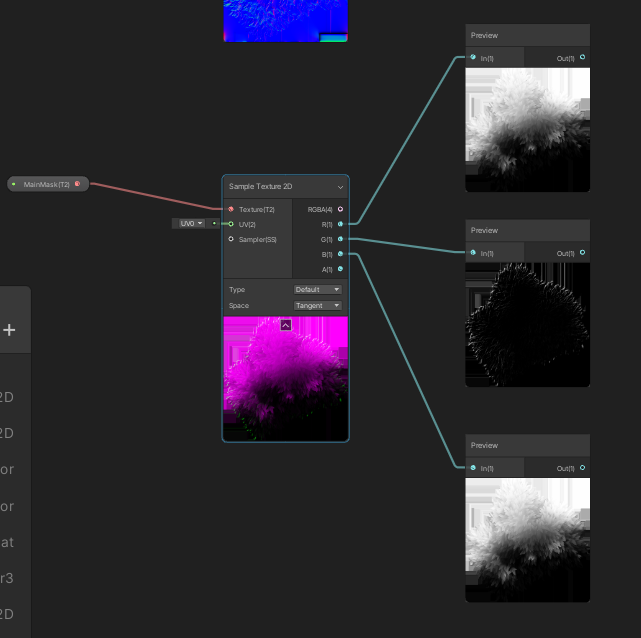 Preview
In(1) Out(1)
MainMask(T2)
Sample Texture 2D
Texture(T2) RGBA(4)
UV0 UV(2) R(1)
Sampler(SS) G(1)
B(1)
A(1)
Preview
In(1) Out(1)
Type Default
Space Tangent
+
2D
2D
or
or
at
r3
2D
Preview
In(1) Out(1)